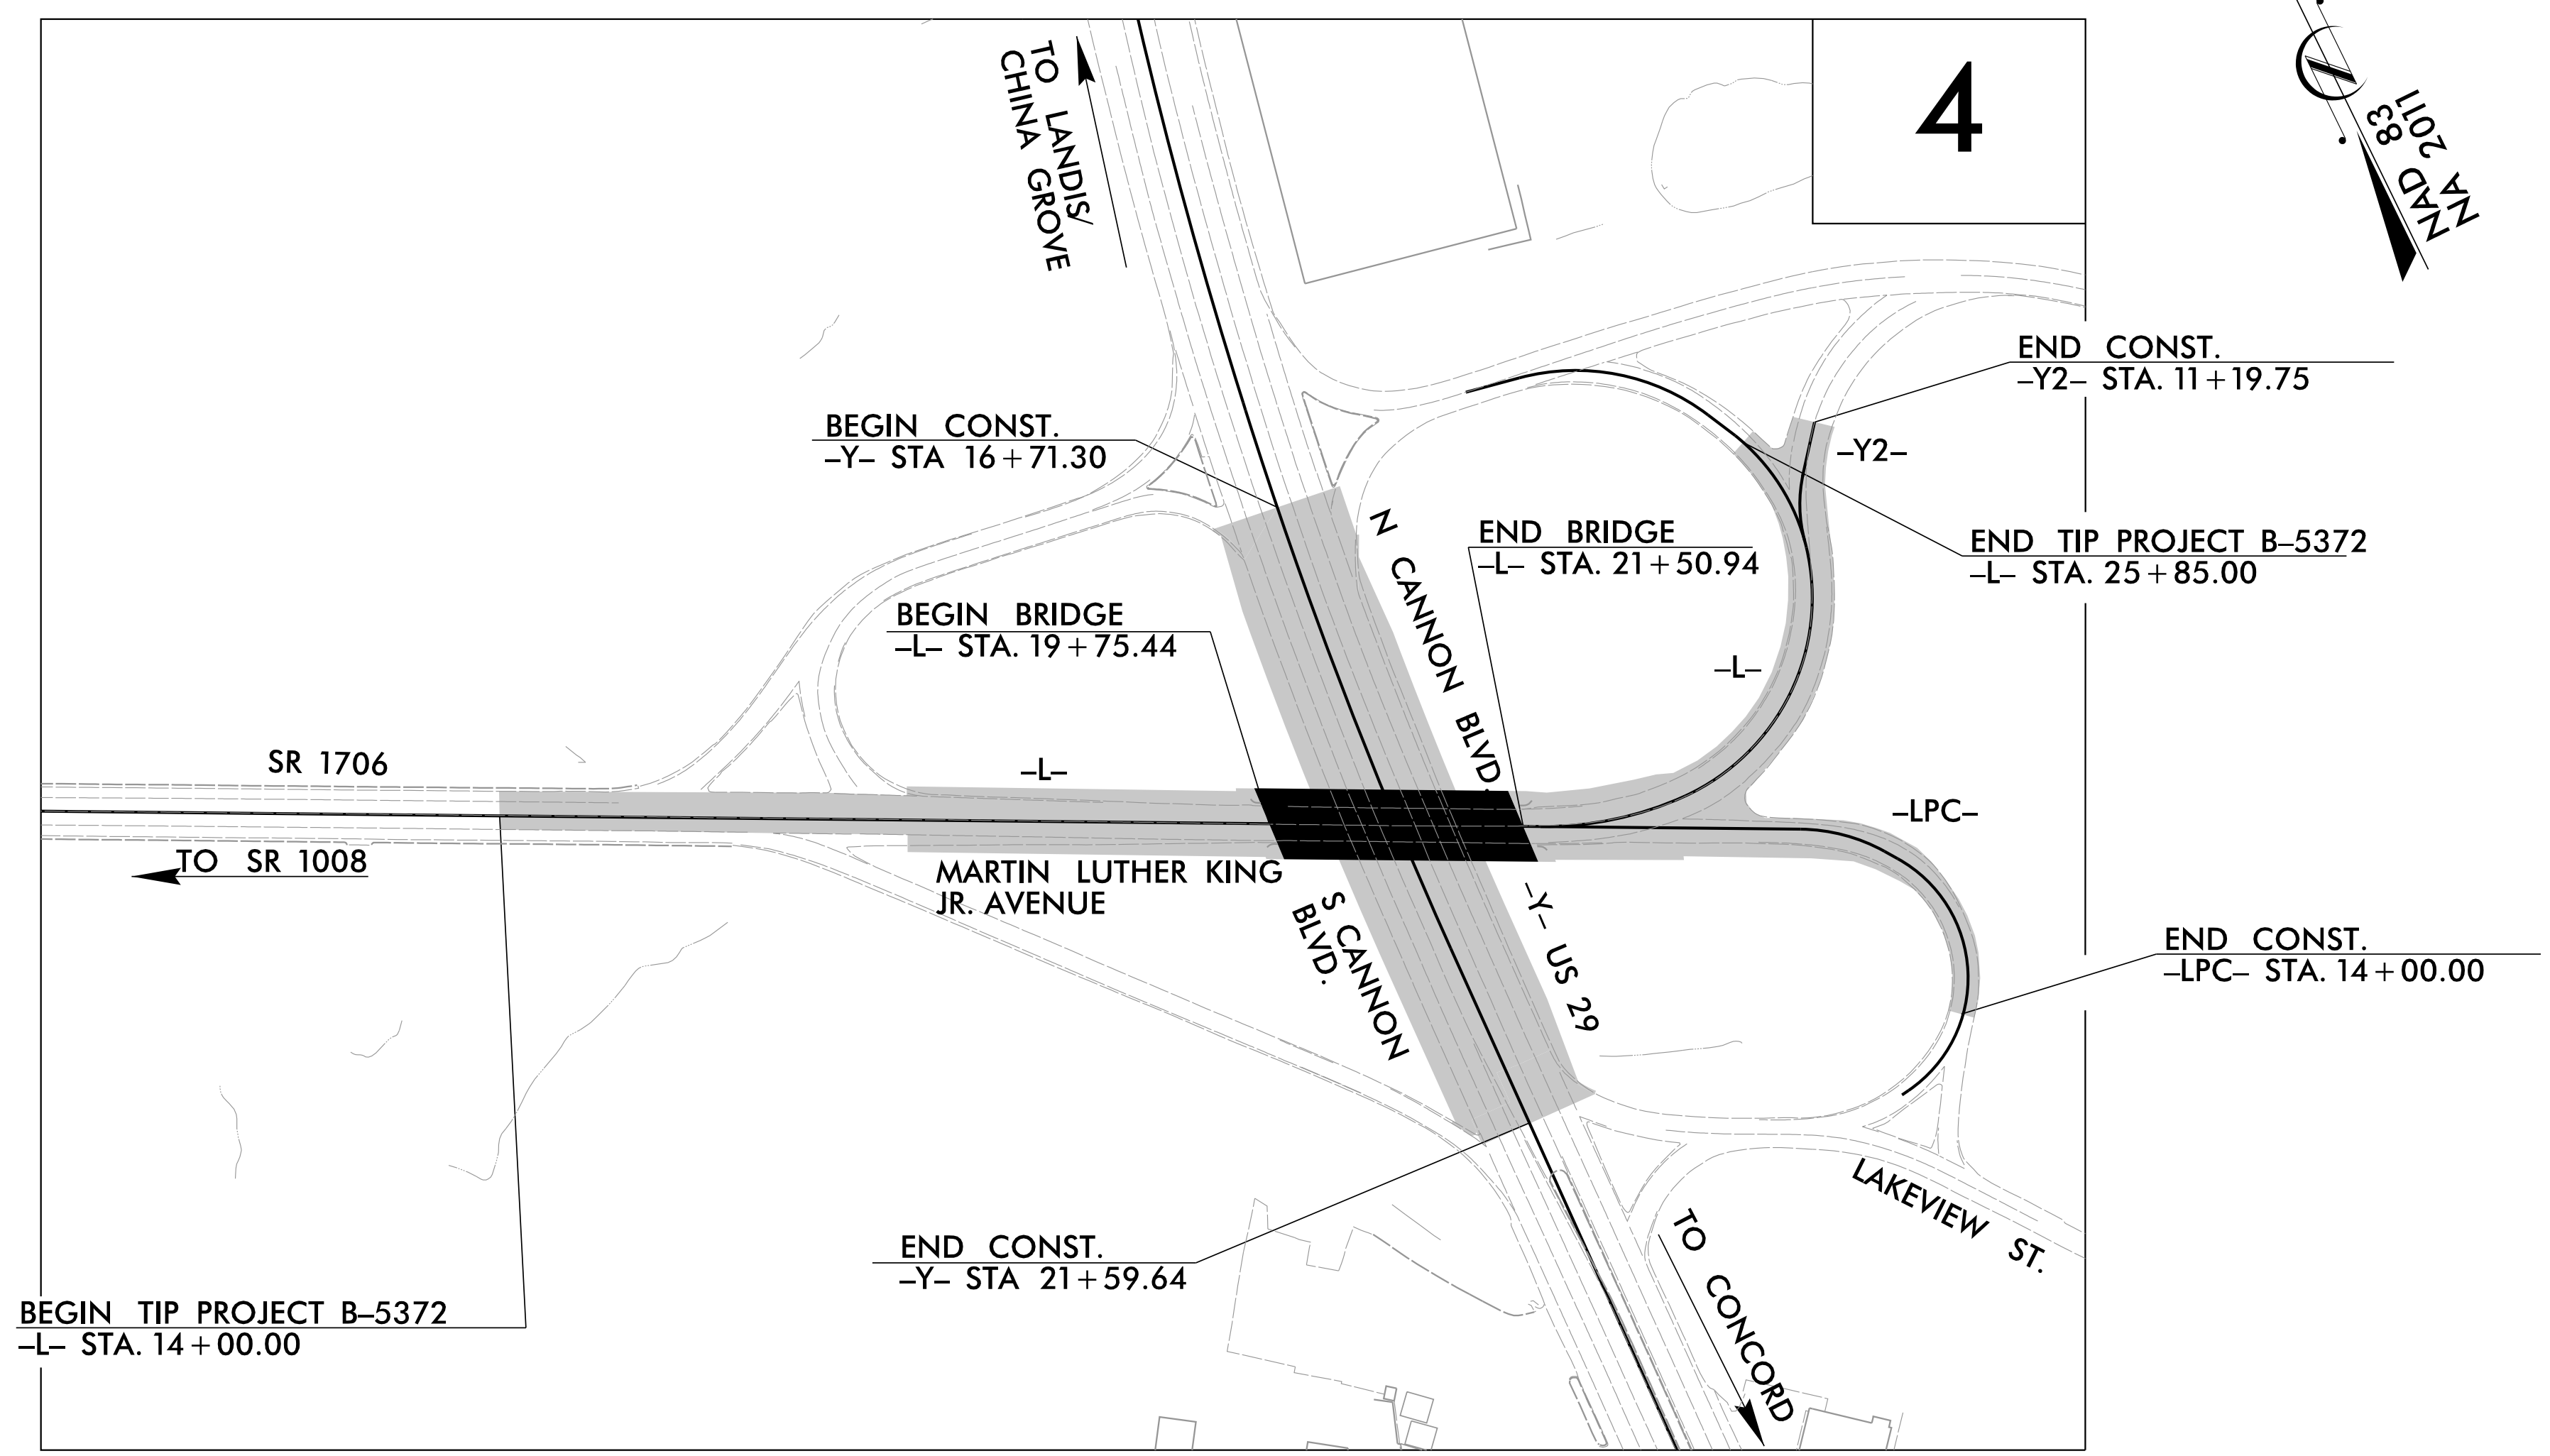 TO LANDIS/
CHINA GROVE
4
NAD 83
NA 2011
END CONST.
–Y2– STA. 11+19.75
BEGIN CONST.
–Y– STA 16+71.30
–Y2–
N CANNON BLVD.
END BRIDGE
–L– STA. 21+50.94
END TIP PROJECT B–5372
–L– STA. 25+85.00
BEGIN BRIDGE
–L– STA. 19+75.44
–L–
SR 1706
–L–
–LPC–
TO SR 1008
MARTIN LUTHER KING
JR. AVENUE
S CANNON
BLVD.
–Y– US 29
END CONST.
–LPC– STA. 14+00.00
LAKEVIEW ST.
END CONST.
–Y– STA 21+59.64
TO CONCORD
BEGIN TIP PROJECT B–5372
–L– STA. 14+00.00